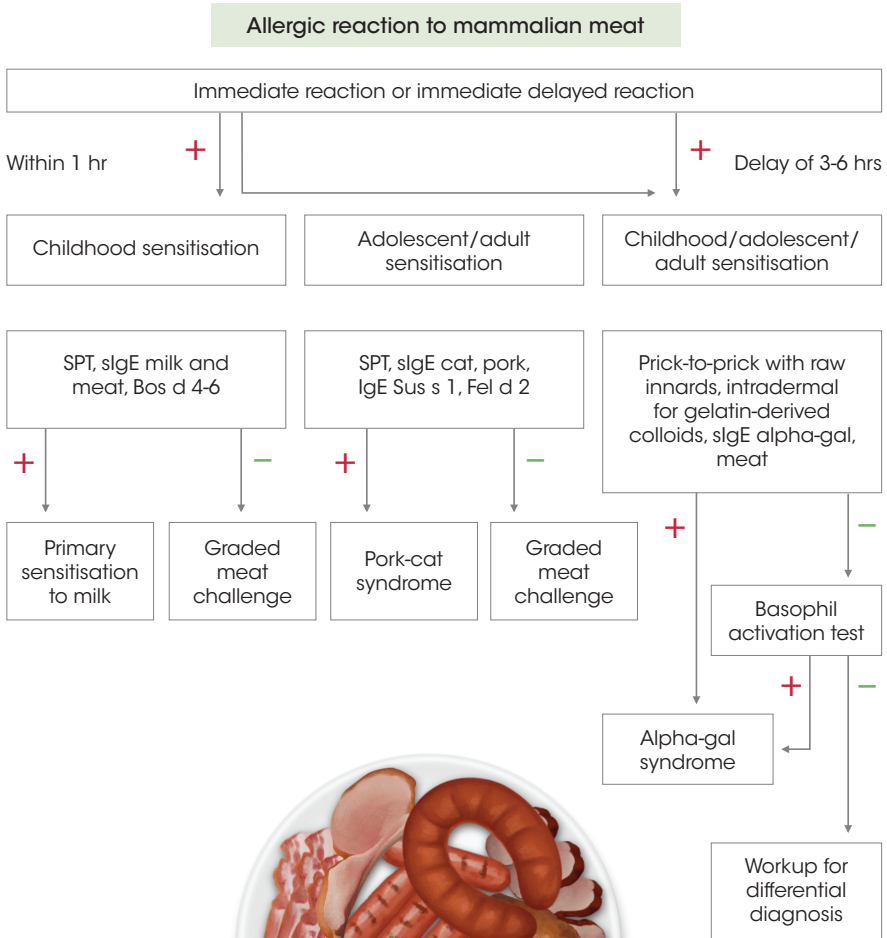 Allergic reaction to mammalian meat
Immediate reaction or immediate delayed reaction
Within 1 hr
+
+
Delay of 3-6 hrs
Childhood sensitisation
Adolescent/adult
sensitisation
Childhood/adolescent/
adult sensitisation
SPT, sIgE milk and
meat, Bos d 4-6
SPT, sIgE cat, pork,
IgE Sus s 1, Fel d 2
Prick-to-prick with raw
innards, intradermal
for gelatin-derived
colloids, sIgE alpha-gal,
meat
+
−
+
−
+
−
Primary
sensitisation
to milk
Graded
meat
challenge
Pork-cat
syndrome
Graded
meat
challenge
Basophil
activation test
+
−
Alpha-gal
syndrome
Workup for
differential
diagnosis